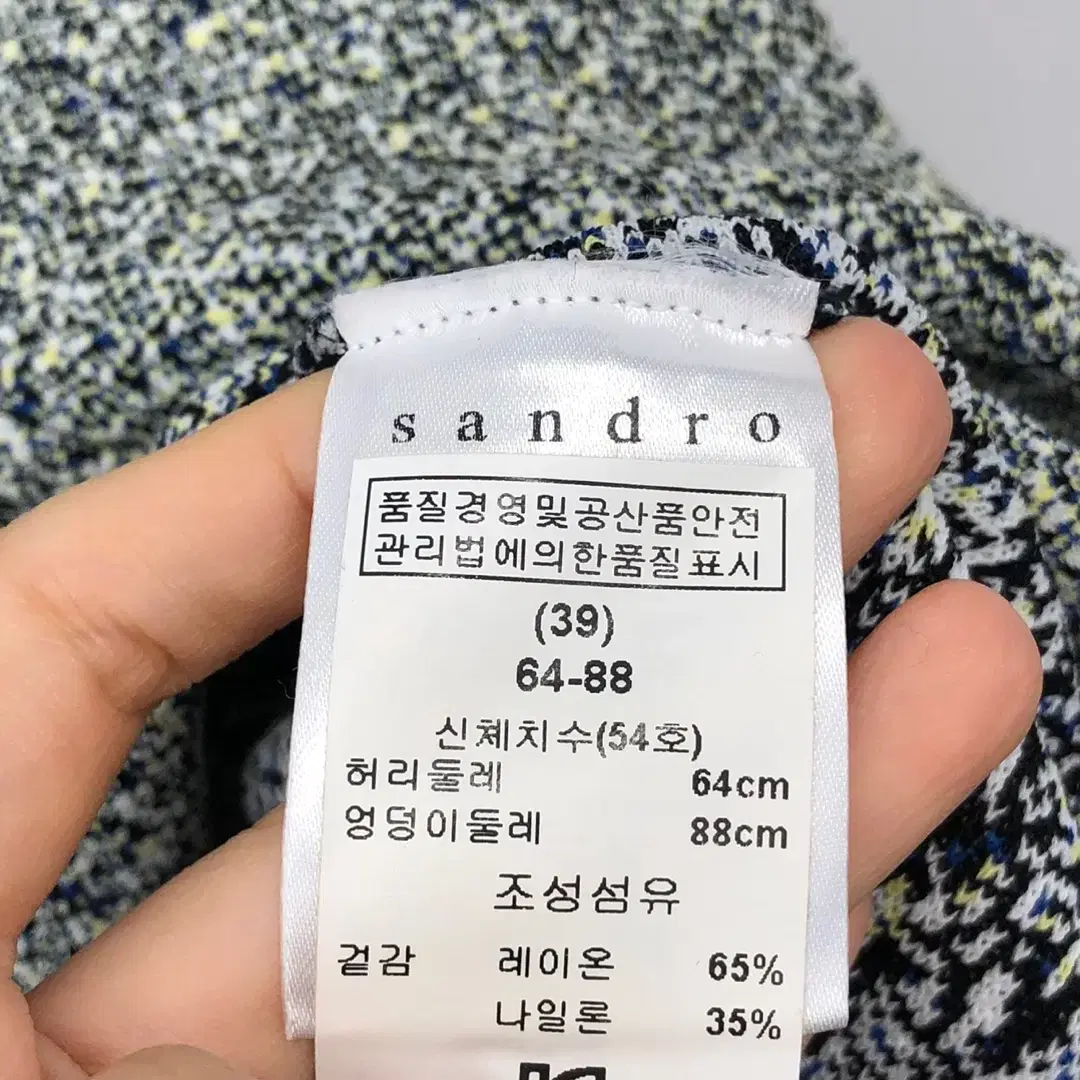 sandro
품질경영및공산품안전
관리법에의한품질표시
(39)
64-88
신체치수(54호)
허리둘레 64cm
엉덩이둘레 88cm
조성섬유
겉감 레이온 65%
나일론 35%